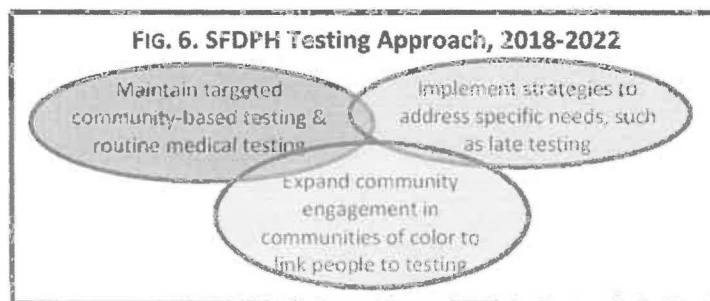 FIG. 6. SFDPH Testing Approach, 2018-2022
Maintain targeted
community-based testing &
routine medical testing
Implement strategies to
address specific needs, such
as late testing
Expand community
engagement in
communities of color to
link people to testing